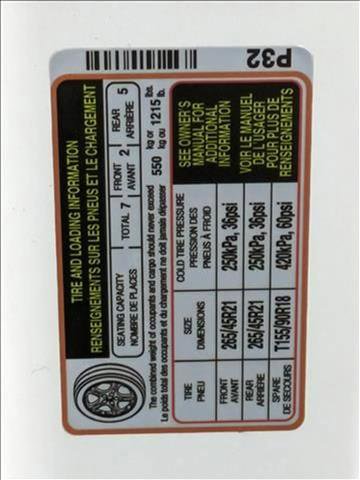 P32
TIRE AND LOADING INFORMATION
RENSEIGNEMENTS SUR LES PNEUS ET LE CHARGEMENT
SEATING CAPACITY
NOMBRE DE PLACES
TOTAL 7
FRONT
AVANT 2
REAR
ARRIÈRE 5
The combined weight of occupants and cargo should never exceed 550 kg or 1215 lbs.
Le poids total des occupants et du chargement ne doit jamais dépasser kg ou lb.
TIRE
PNEU
SIZE
DIMENSIONS
COLD TIRE PRESSURE
PRESSION DES
PNEUS À FROID
FRONT
AVANT
265/45R21
250kPa, 36psi
REAR
ARRIÈRE
265/45R21
250kPa, 36psi
SPARE
DE SECOURS
T155/90R18
420kPa, 60psi
SEE OWNER'S
MANUAL FOR
ADDITIONAL
INFORMATION
VOIR LE MANUEL
DE L'USAGER
POUR PLUS DE
RENSEIGNEMENTS